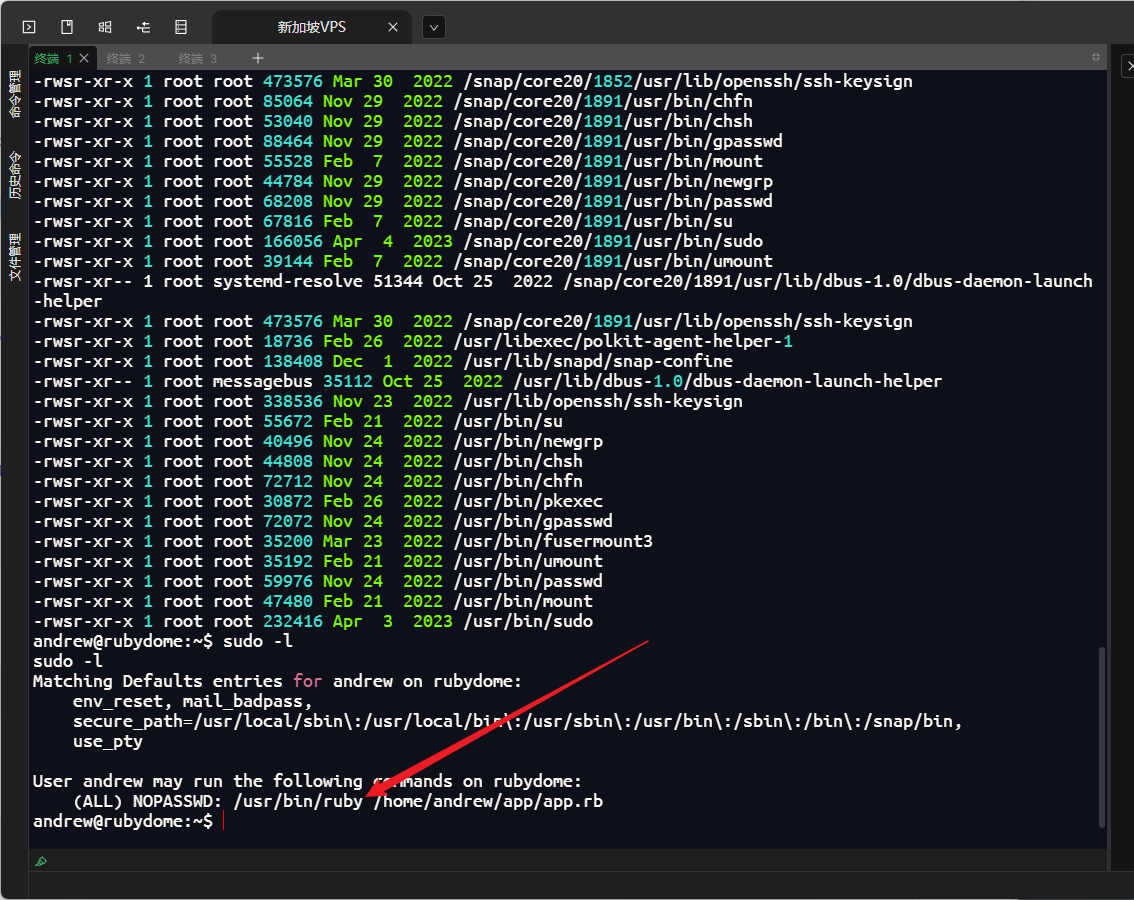 新加坡VPS
终端 1
终端 2
终端 3
命令管理
历史命令
文件管理
-rwsr-xr-x 1 root root 473576 Mar 30  2022 /snap/core20/1852/usr/lib/openssh/ssh-keysign
-rwsr-xr-x 1 root root 85064 Nov 29  2022 /snap/core20/1891/usr/bin/chfn
-rwsr-xr-x 1 root root 53040 Nov 29  2022 /snap/core20/1891/usr/bin/chsh
-rwsr-xr-x 1 root root 88464 Nov 29  2022 /snap/core20/1891/usr/bin/gpasswd
-rwsr-xr-x 1 root root 55528 Feb  7  2022 /snap/core20/1891/usr/bin/mount
-rwsr-xr-x 1 root root 44784 Nov 29  2022 /snap/core20/1891/usr/bin/newgrp
-rwsr-xr-x 1 root root 68208 Nov 29  2022 /snap/core20/1891/usr/bin/passwd
-rwsr-xr-x 1 root root 67816 Feb  7  2022 /snap/core20/1891/usr/bin/su
-rwsr-xr-x 1 root root 166056 Apr  4  2023 /snap/core20/1891/usr/bin/sudo
-rwsr-xr-x 1 root root 39144 Feb  7  2022 /snap/core20/1891/usr/bin/umount
-rwsr-xr-- 1 root systemd-resolve 51344 Oct 25  2022 /snap/core20/1891/usr/lib/dbus-1.0/dbus-daemon-launch
-helper
-rwsr-xr-x 1 root root 473576 Mar 30  2022 /snap/core20/1891/usr/lib/openssh/ssh-keysign
-rwsr-xr-x 1 root root 18736 Feb 26  2022 /usr/libexec/polkit-agent-helper-1
-rwsr-xr-x 1 root root 138408 Dec  1  2022 /usr/lib/snapd/snap-confine
-rwsr-xr-- 1 root messagebus 35112 Oct 25  2022 /usr/lib/dbus-1.0/dbus-daemon-launch-helper
-rwsr-xr-x 1 root root 338536 Nov 23  2022 /usr/lib/openssh/ssh-keysign
-rwsr-xr-x 1 root root 55672 Feb 21  2022 /usr/bin/su
-rwsr-xr-x 1 root root 40496 Nov 24  2022 /usr/bin/newgrp
-rwsr-xr-x 1 root root 44808 Nov 24  2022 /usr/bin/chsh
-rwsr-xr-x 1 root root 72712 Nov 24  2022 /usr/bin/chfn
-rwsr-xr-x 1 root root 30872 Feb 26  2022 /usr/bin/pkexec
-rwsr-xr-x 1 root root 72072 Nov 24  2022 /usr/bin/gpasswd
-rwsr-xr-x 1 root root 35200 Mar 23  2022 /usr/bin/fusermount3
-rwsr-xr-x 1 root root 35192 Feb 21  2022 /usr/bin/umount
-rwsr-xr-x 1 root root 59976 Nov 24  2022 /usr/bin/passwd
-rwsr-xr-x 1 root root 47480 Feb 21  2022 /usr/bin/mount
-rwsr-xr-x 1 root root 232416 Apr  3  2023 /usr/bin/sudo
andrew@rubydome:~$ sudo -l
sudo -l
Matching Defaults entries for andrew on rubydome:
    env_reset, mail_badpass,
    secure_path=/usr/local/sbin\:/usr/local/bin\:/usr/sbin\:/usr/bin\:/sbin\:/bin\:/snap/bin,
    use_pty

User andrew may run the following commands on rubydome:
    (ALL) NOPASSWD: /usr/bin/ruby /home/andrew/app/app.rb
andrew@rubydome:~$